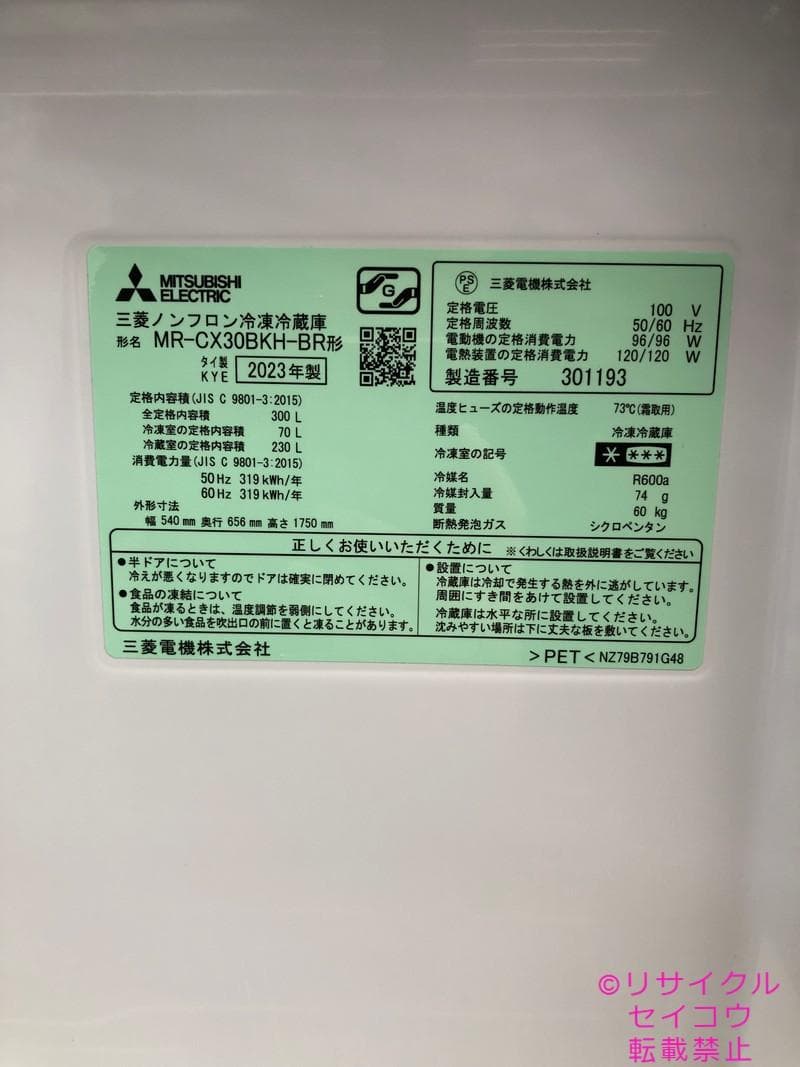 MITSUBISHI
ELECTRIC
G
三菱ノンフロン冷凍冷蔵庫
形名 MR-CX30BKH-BR形
タイ製
KYE 2023年製
PS
E 三菱電機株式会社
定格電圧 100 V
定格周波数 50/60 Hz
電動機の定格消費電力 96/96 W
電熱装置の定格消費電力 120/120 W
製造番号 301193
定格内容積(JIS C 9801-3:2015)
全定格内容積 300 L
冷凍室の定格内容積 70 L
冷蔵室の定格内容積 230 L
消費電力量(JIS C 9801-3:2015)
50Hz 319kWh/年
60Hz 319kWh/年
外形寸法
幅 540mm 奥行 656mm 高さ 1750mm
温度ヒューズの定格動作温度 73℃(霜取用)
種類 冷凍冷蔵庫
冷凍室の記号 * ***
冷媒名 R600a
冷媒封入量 74 g
質量 60 kg
断熱発泡ガス シクロペンタン
正しくお使いいただくために ※くわしくは取扱説明書をご覧ください
●半ドアについて
冷えが悪くなりますのでドアは確実に閉めてください。
●食品の凍結について
食品が凍るときは、温度調節を弱側にしてください。
水分の多い食品を吹出口の前に置くと凍ることがあります。
●設置について
冷蔵庫は冷却で発生する熱を外に逃がしています。
周囲にすき間をあけて設置してください。
冷蔵庫は水平な所に設置してください。
沈みやすい場所は下に丈夫な板を敷いてください。
三菱電機株式会社
>PET< NZ79B791G48
©リサイクル
セイコウ
転載禁止